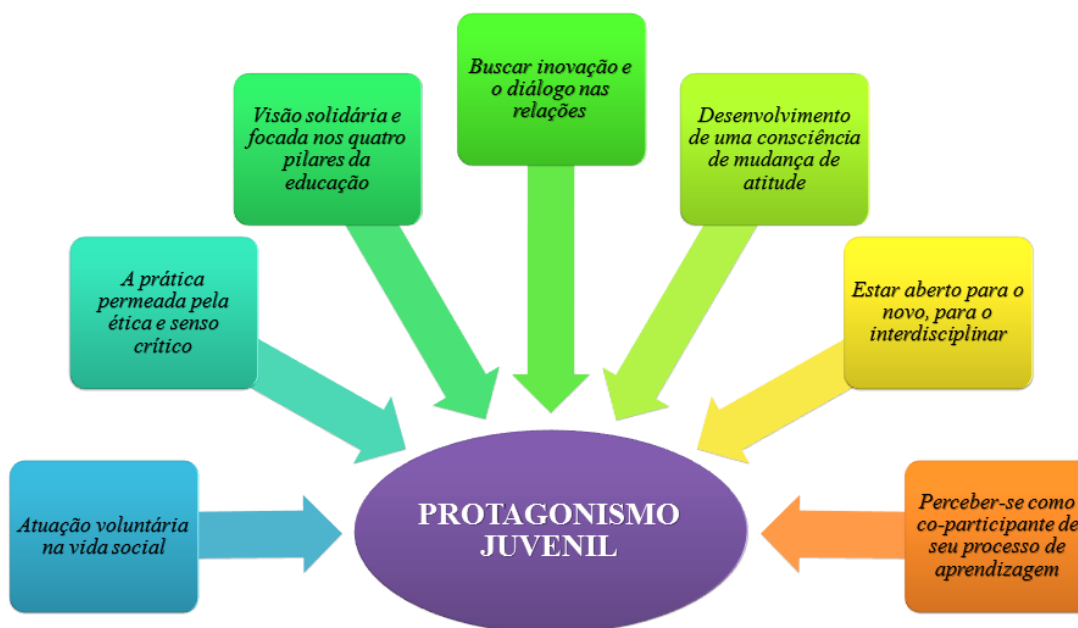 Buscar inovação e
o diálogo nas
relações
Visão solidária e
focada nos quatro
pilares da
educação
Desenvolvimento
de uma consciência
de mudança de
atitude
A prática
permeada pela
ética e senso
crítico
Estar aberto para o
novo, para o
interdisciplinar
Atuação voluntária
na vida social
PROTAGONISMO
JUVENIL
Perceber-se como
co-participante de
seu processo de
aprendizagem